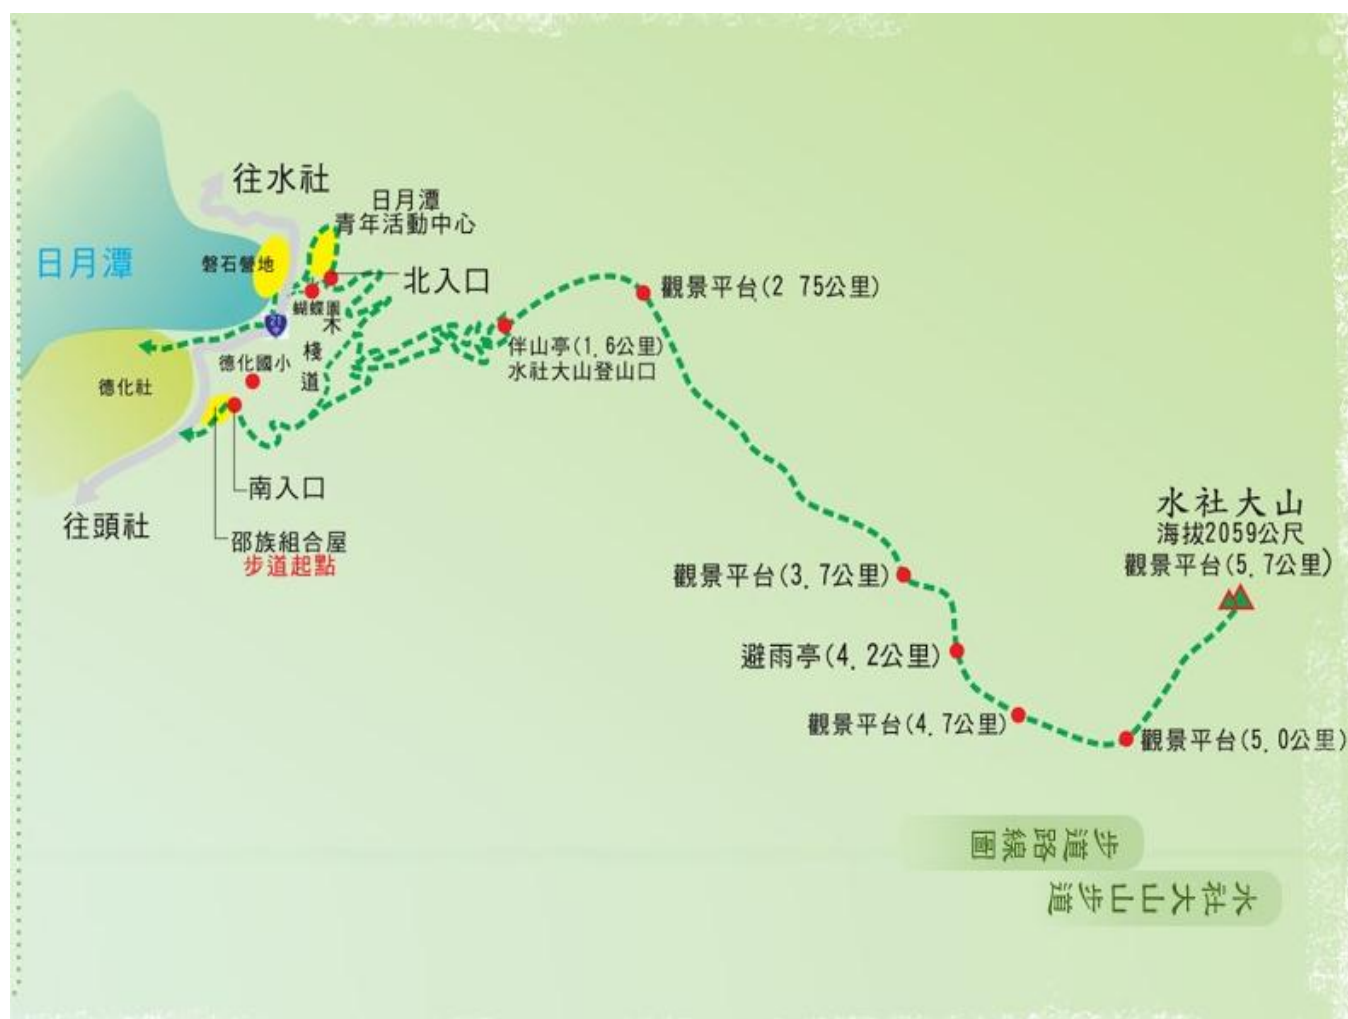 往水社
日月潭
青年活動中心
日月潭
磐石營地
北入口
蝴蝶園
木棧道
21
觀景平台(2 75公里)
伴山亭(1.6公里)
水社大山登山口
德化國小
德化社
南入口
往頭社
邵族組合屋
步道起點
水社大山
海拔2059公尺
觀景平台(5.7公里)
觀景平台(3.7公里)
避雨亭(4.2公里)
觀景平台(4.7公里)
觀景平台(5.0公里)
步道路線圖
水社大山山步道